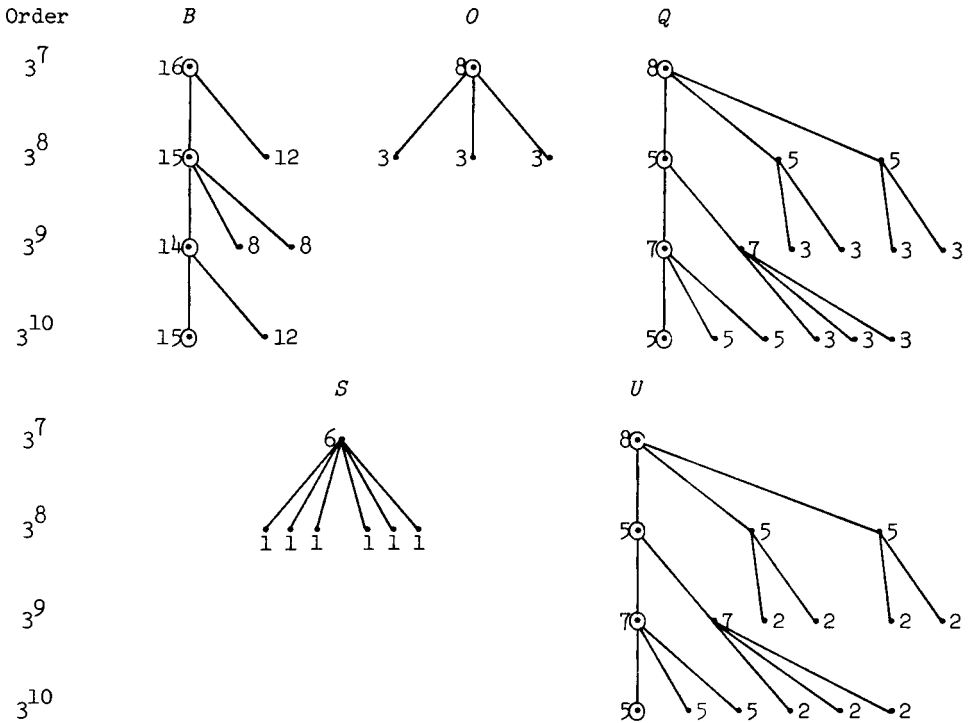 Order B O Q
3^7 16 8 8
3^8 15 12 3 3 3 5 5 5
3^9 14 8 8 7 7 3 3 3 3
3^10 15 12 5 5 5 3 3 3
S U
3^7 6 8
3^8 1 1 1 1 1 1 5 5 5
3^9 7 7 2 2 2 2
3^10 5 5 5 2 2 2